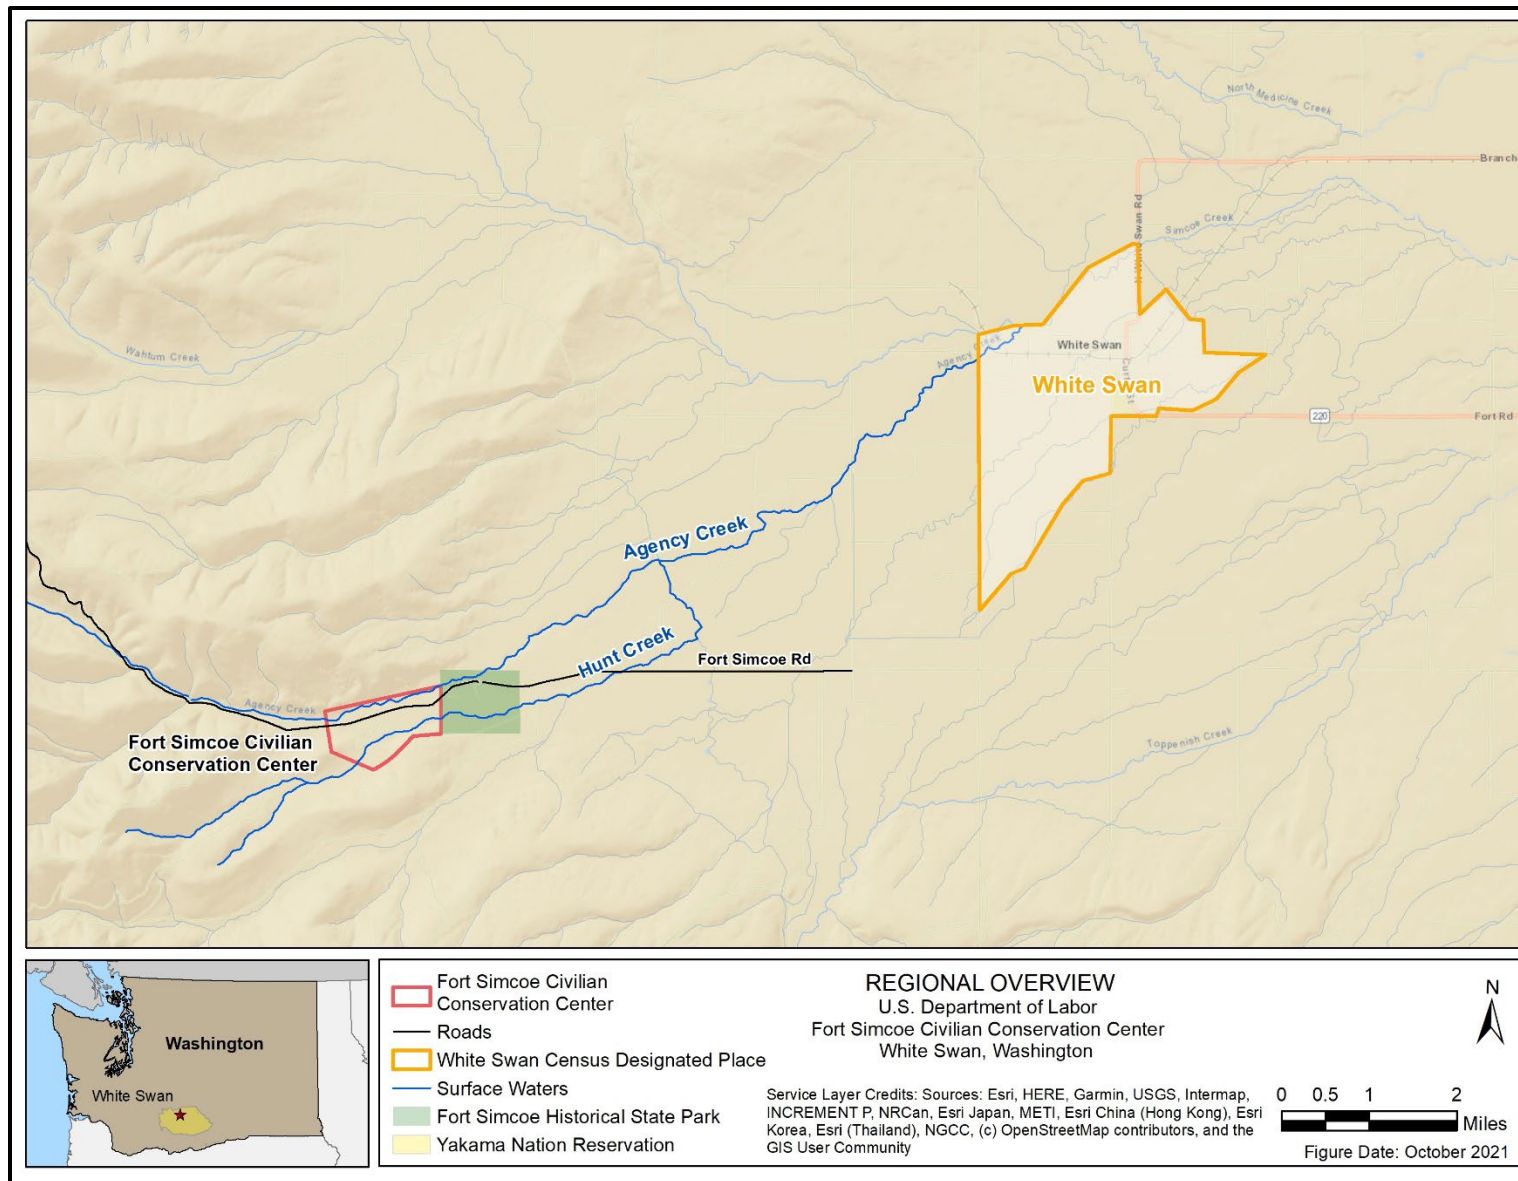 North Medicine Creek
Branch
N White Swan Rd
Simcoe Creek
Wahtum Creek
Agency Creek
White Swan
Curtis St
White Swan
220
Fort Rd
Agency Creek
Hunt Creek
Fort Simcoe Rd
Agency Creek
Fort Simcoe Civilian
Conservation Center
Toppenish Creek
Washington
White Swan
Fort Simcoe Civilian
Conservation Center
Roads
White Swan Census Designated Place
Surface Waters
Fort Simcoe Historical State Park
Yakama Nation Reservation
REGIONAL OVERVIEW
U.S. Department of Labor
Fort Simcoe Civilian Conservation Center
White Swan, Washington
Service Layer Credits: Sources: Esri, HERE, Garmin, USGS, Intermap,
INCREMENT P, NRCan, Esri Japan, METI, Esri China (Hong Kong), Esri
Korea, Esri (Thailand), NGCC, (c) OpenStreetMap contributors, and the
GIS User Community
N
0 0.5 1 2
Miles
Figure Date: October 2021